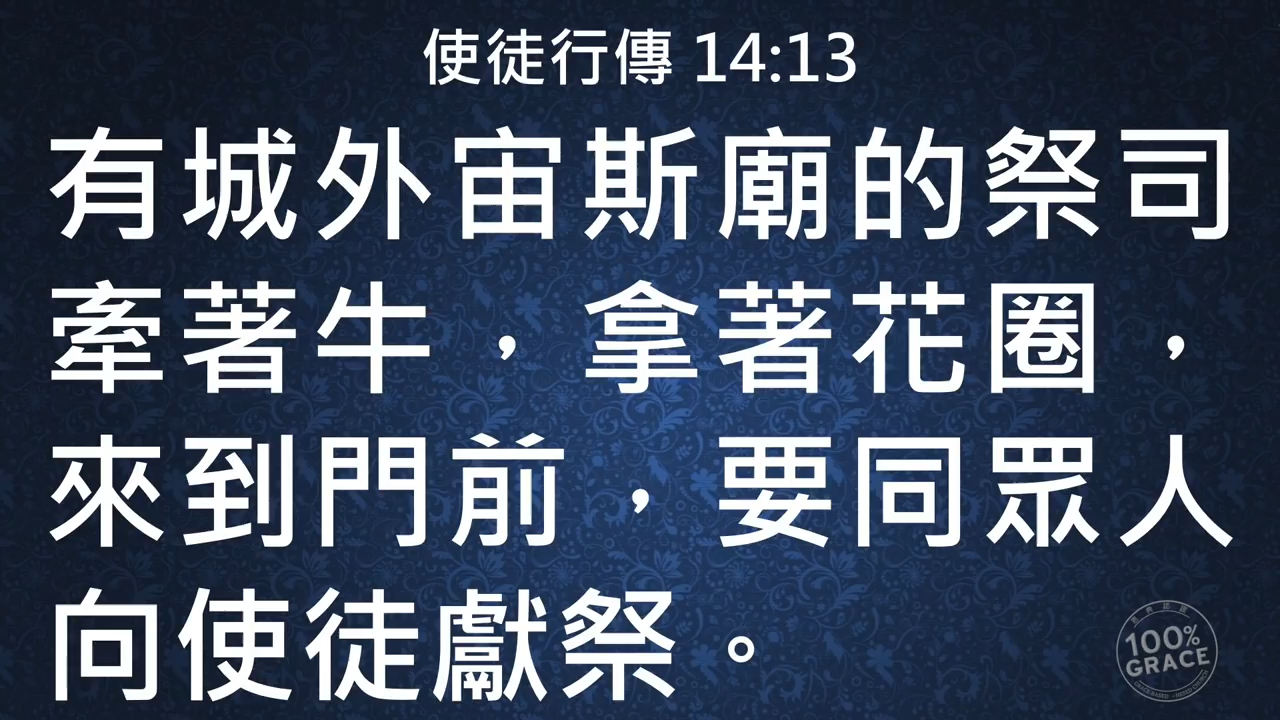 使徒行傳 14:13
有城外宙斯廟的祭司
牽著牛，拿著花圈，
來到門前，要同眾人
向使徒獻祭。
100%
GRACE